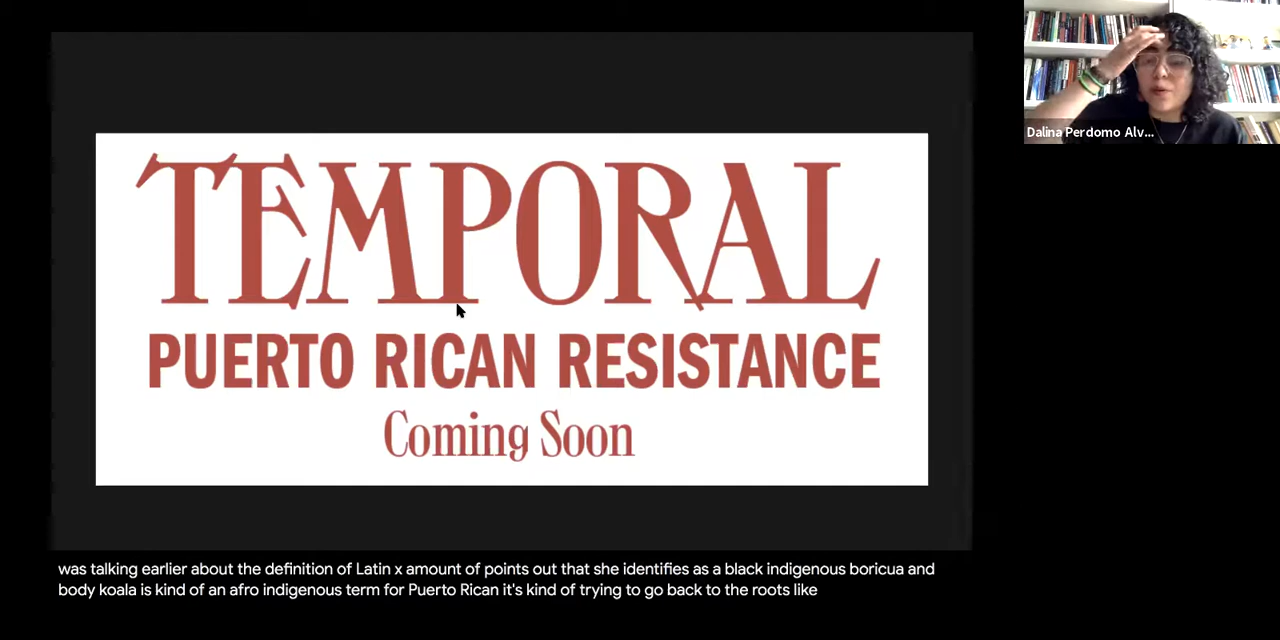 TEMPORAL
PUERTO RICAN RESISTANCE
Coming Soon
Dalina Perdomo Alv...
was talking earlier about the definition of Latin x amount of points out that she identifies as a black indigenous boricua and
body koala is kind of an afro indigenous term for Puerto Rican it's kind of trying to go back to the roots like